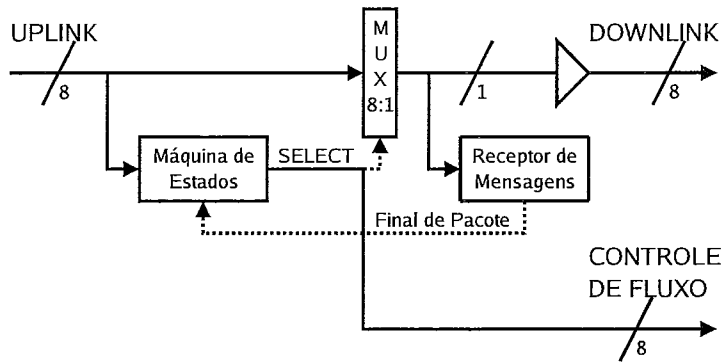 UPLINK
8
M
U
X
8:1
1
DOWNLINK
8
Máquina de
Estados
SELECT
Receptor de
Mensagens
Final de Pacote
CONTROLE
DE FLUXO
8